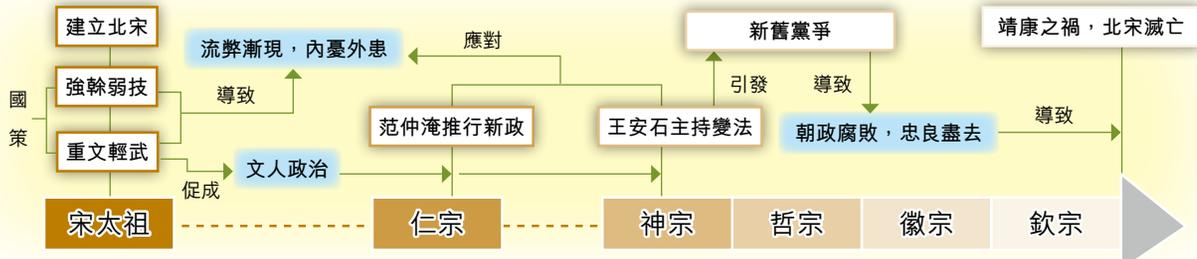 建立北宋
強榦弱技
國
策
重文輕武
導致
促成
流弊漸現，內憂外患
文人政治
應對
范仲淹推行新政
王安石主持變法
引發
新舊黨爭
導致
朝政腐敗，忠良盡去
導致
靖康之禍，北宋滅亡
宋太祖
仁宗
神宗
哲宗
徽宗
欽宗